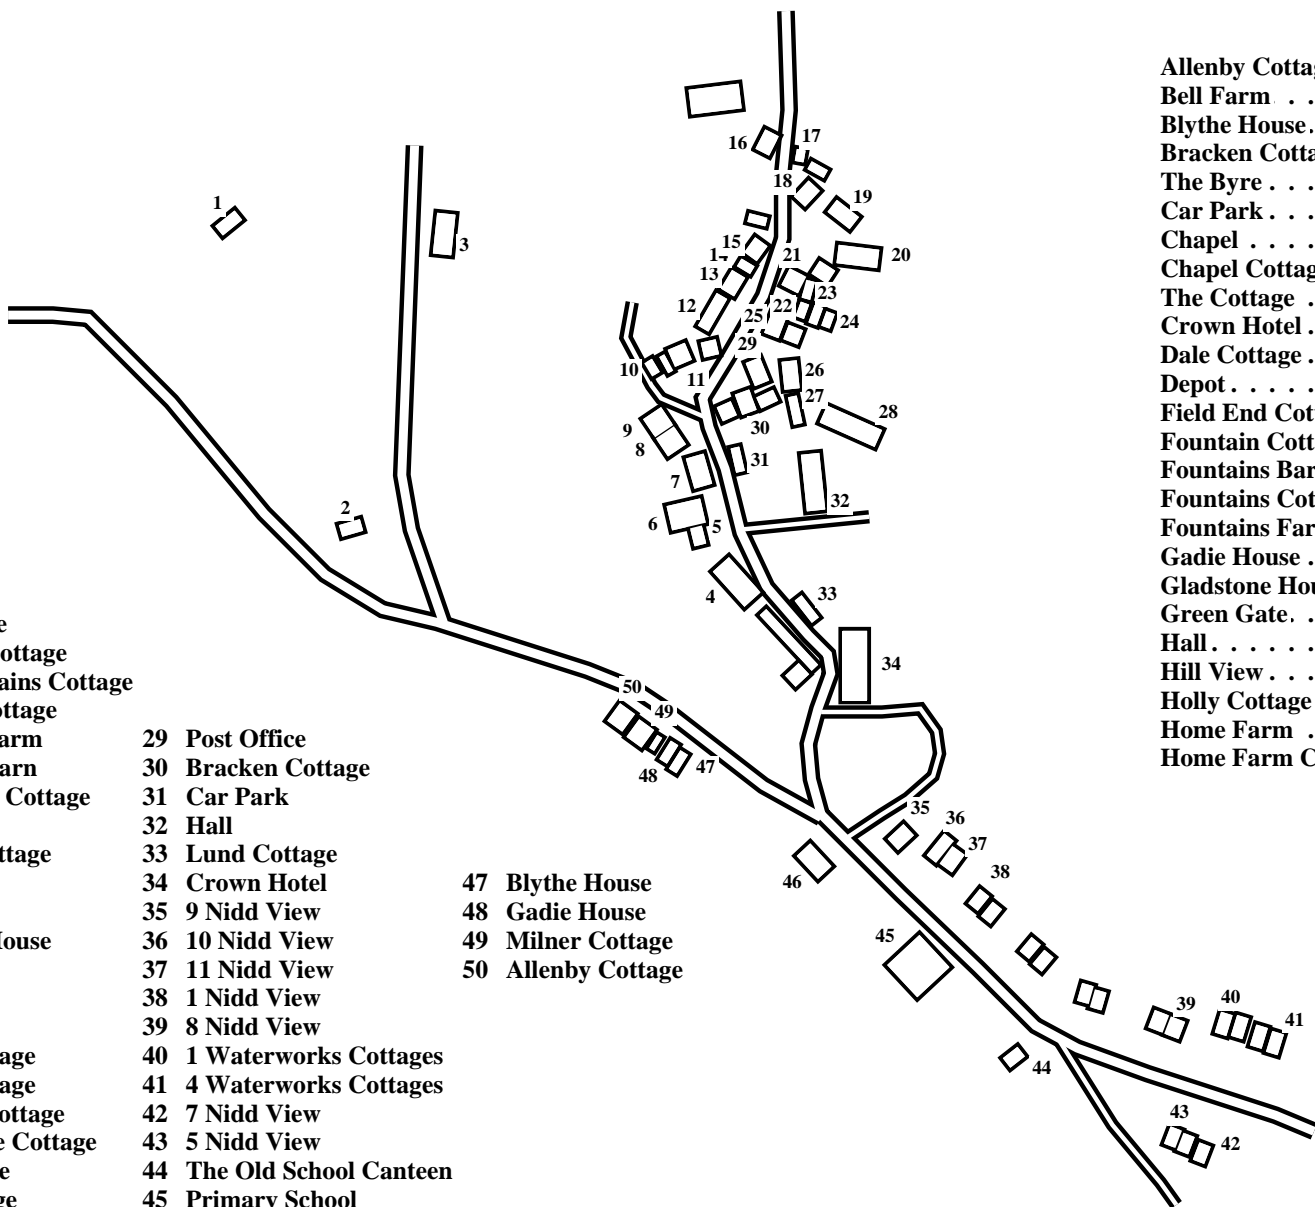 16
17
18
19
1
3
15
1
21
20
13
23
12
25
22
24
29
10
11
26
27
28
9
30
8
31
7
2
32
6
5
4
33
34
50
49
48
47
35
36
37
46
38
45
39
40
41
44
43
42
Allenby Cotta
Bell Farm . . .
Blythe House .
Bracken Cotta
The Byre . . .
Car Park . . .
Chapel . . . .
Chapel Cottag
The Cottage .
Crown Hotel .
Dale Cottage .
Depot . . . . .
Field End Cot
Fountain Cott
Fountains Bar
Fountains Cot
Fountains Far
Gadie House .
Gladstone Hou
Green Gate . .
Hall . . . . . .
Hill View . . .
Holly Cottage
Home Farm .
Home Farm C
e
ottage
ains Cottage
ottage
arm
arn
Cottage
ttage
House
age
age
ottage
e Cottage
e
ge
29 Post Office
30 Bracken Cottage
31 Car Park
32 Hall
33 Lund Cottage
34 Crown Hotel
35 9 Nidd View
36 10 Nidd View
37 11 Nidd View
38 1 Nidd View
39 8 Nidd View
40 1 Waterworks Cottages
41 4 Waterworks Cottages
42 7 Nidd View
43 5 Nidd View
44 The Old School Canteen
45 Primary School
47 Blythe House
48 Gadie House
49 Milner Cottage
50 Allenby Cottage